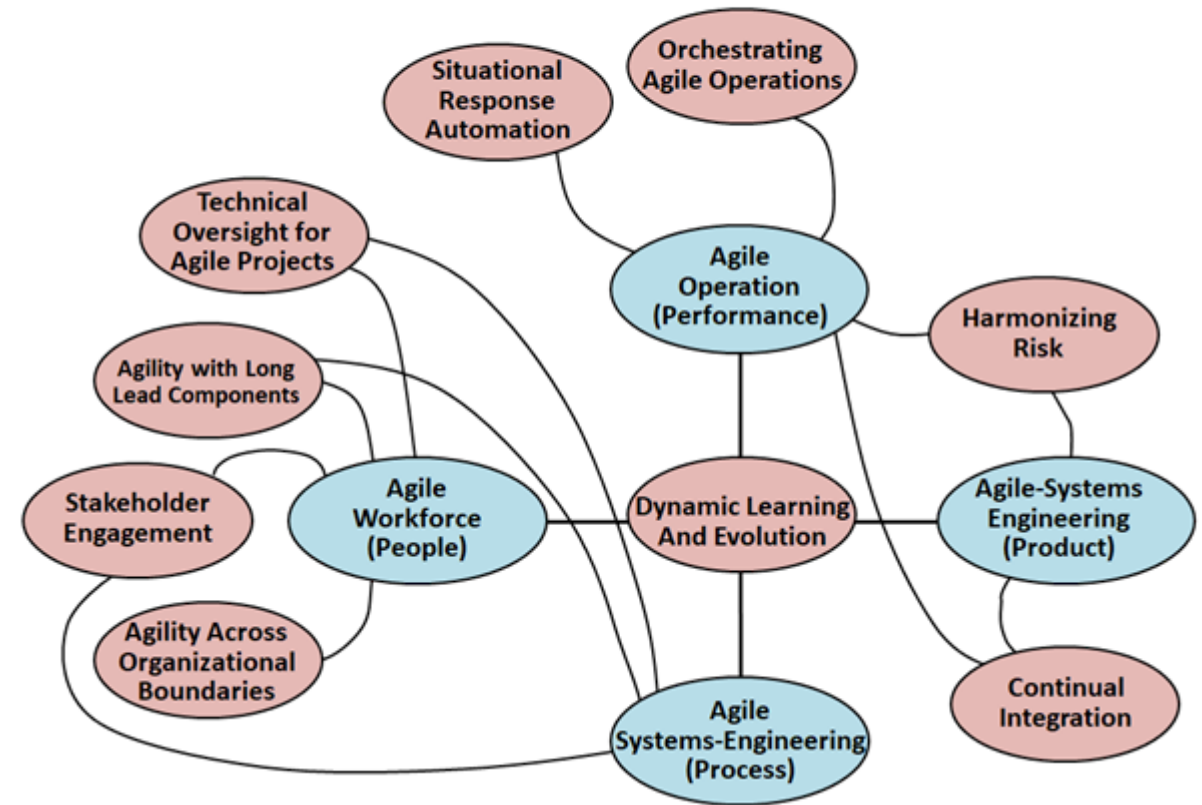 Orchestrating
Agile Operations
Situational
Response
Automation
Technical
Oversight for
Agile Projects
Agile
Operation
(Performance)
Harmonizing
Risk
Agility with Long
Lead Components
Stakeholder
Engagement
Agile
Workforce
(People)
Dynamic Learning
And Evolution
Agile-Systems
Engineering
(Product)
Agility Across
Organizational
Boundaries
Agile
Systems-Engineering
(Process)
Continual
Integration